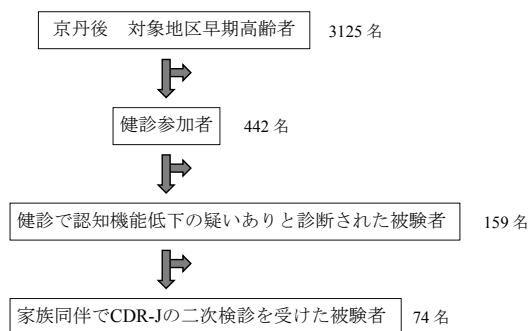 京丹後　対象地区早期高齢者 3125 名
健診参加者 442 名
健診で認知機能低下の疑いありと診断された被験者 159 名
家族同伴でCDR-Jの二次検診を受けた被験者 74 名